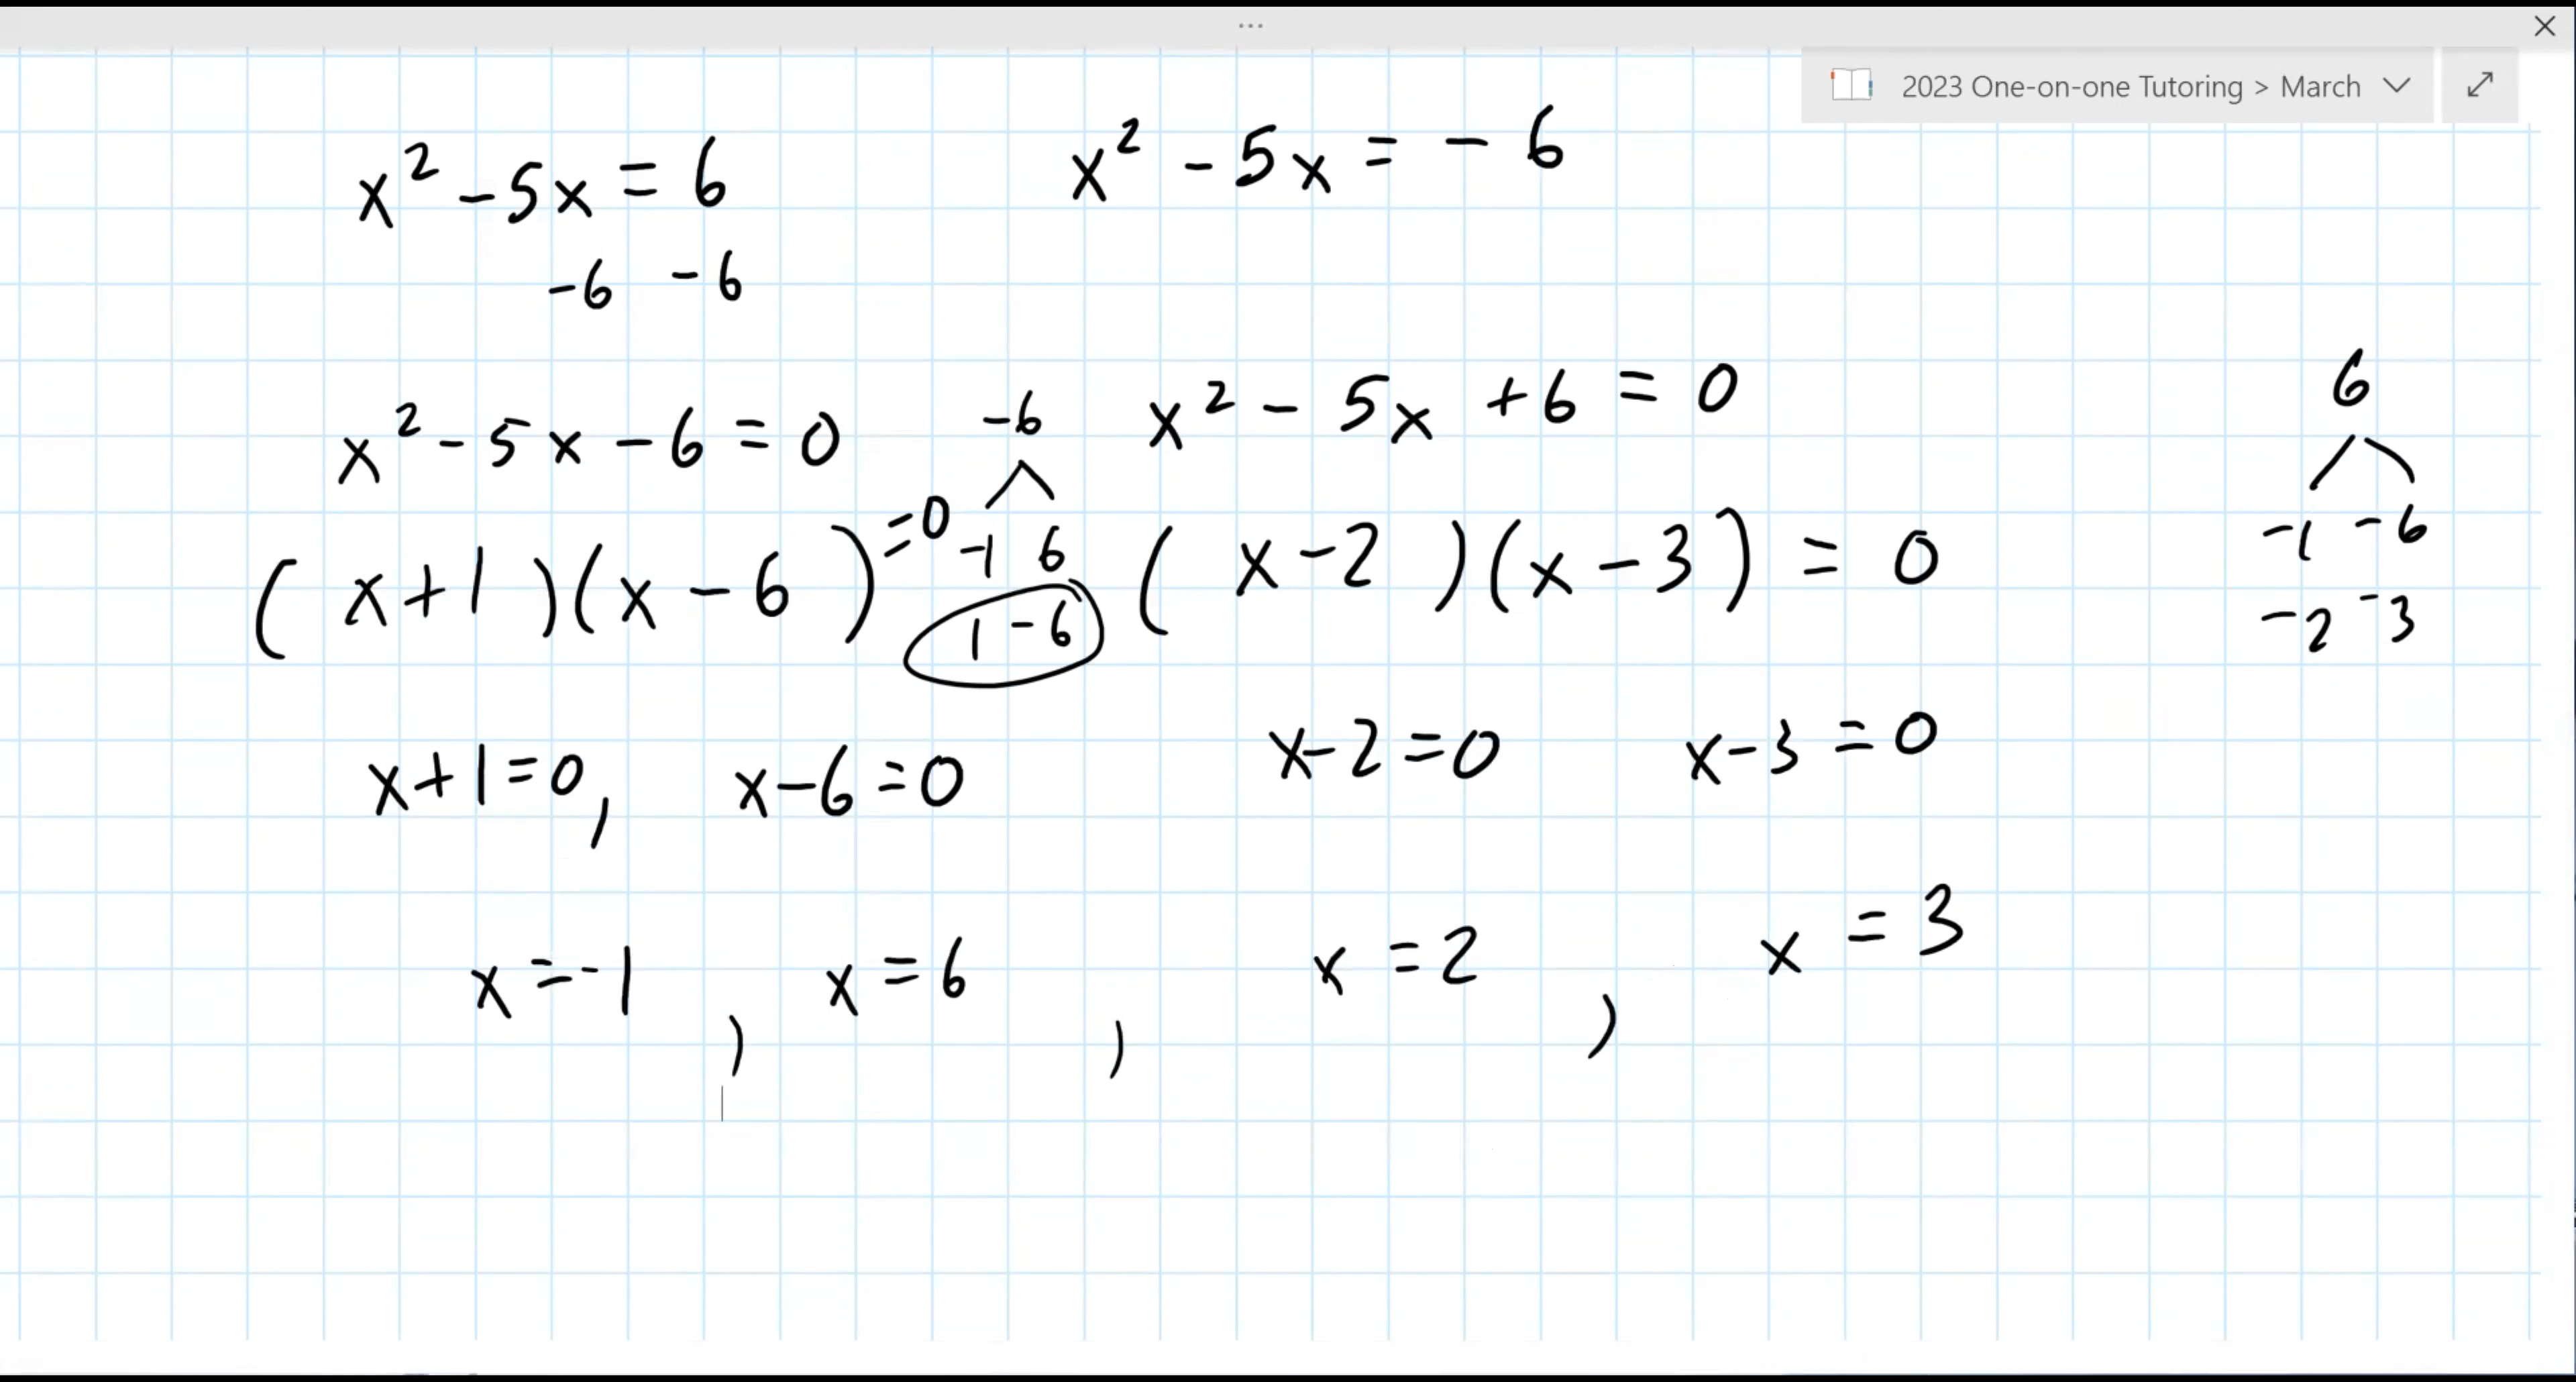 ...
2023 One-on-one Tutoring > March
x² - 5x = 6
-6 -6
x² - 5x - 6 = 0
(x+1)(x-6) = 0
-6
-1 6
1 -6
x+1=0, x-6=0
x = -1, x = 6,
x² - 5x = -6
x² - 5x + 6 = 0
(x-2)(x-3) = 0
6
-1 -6
-2 -3
x-2=0 x-3=0
x = 2, x = 3